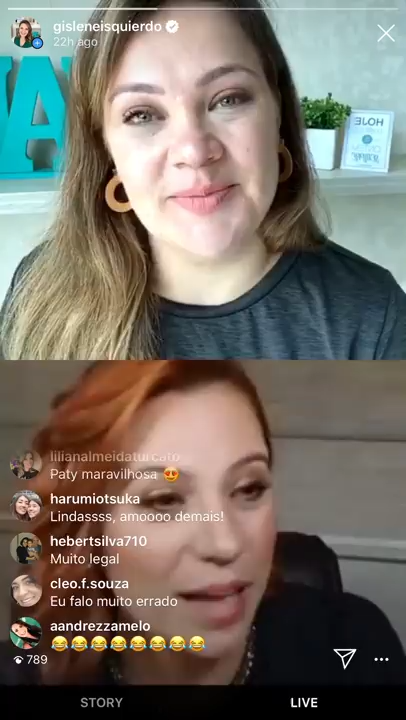 gisleneisquierdo
22h ago
HOJE
lilianalmeidaturcato
Paty maravilhosa 😍
harumiotsuka
Lindassss, amoooo demais!
hebertsilva710
Muito legal
cleo.f.souza
Eu falo muito errado
aandrezzamelo
😂😂😂😂😂😂😂😂
789
STORY
LIVE